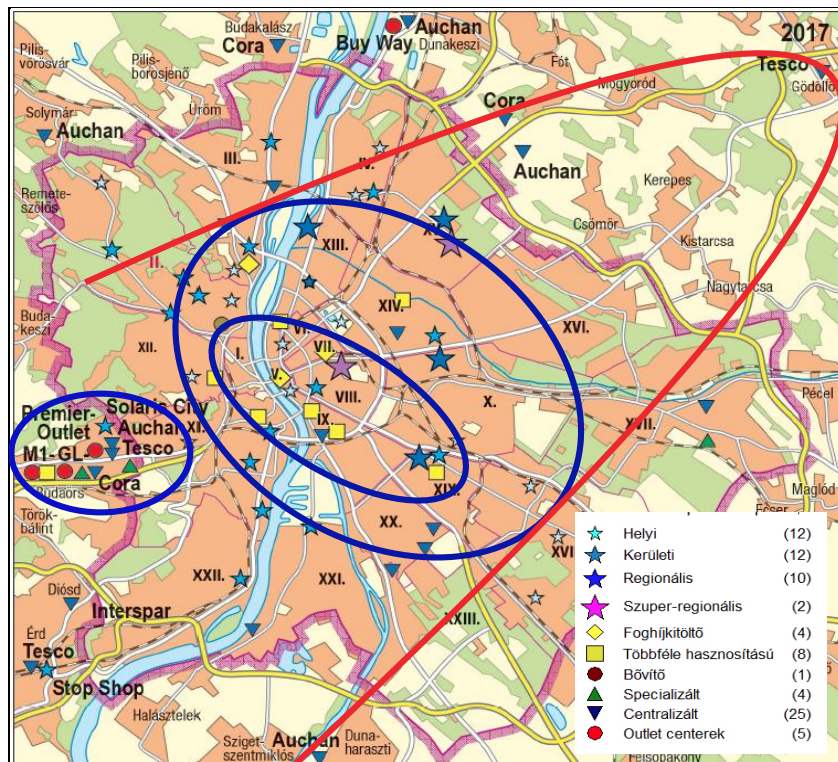 2017
Budakalász
Cora
Auchan
Dunakeszi
Buy Way
Pilis-
vörösvár
Pilis-
borosjenő
Fót
Mogyoród
Tesco
Gödöllő
Solymár
Auchan
Üröm
III.
IV.
Cora
Auchan
Kerepes
Remete-
szőlős
II.
XIII.
XV.
Csömör
Kistarcsa
Nagytarcsa
Buda-
keszi
XII.
I.
VI.
VII.
V.
VIII.
IX.
XIV.
XVI.
X.
XVII.
Pécel
Premier-
Outlet
Solaris City
Auchan
Tesco
XI.
M1-GL-
Cora
Budaörs
Török-
bálint
XIX.
XX.
Maglód
Ecser
XXII.
XXI.
XXIII.
XVI
Diósd
Interspar
Érd
Tesco
Stop Shop
Halásztelek
Sziget-
szentmiklós
Auchan
Duna-
haraszti
Felsőpakony
Helyi (12)
Kerületi (12)
Regionális (10)
Szuper-regionális (2)
Foghíjkitöltő (4)
Többféle hasznosítású (8)
Bővítő (1)
Specializált (4)
Centralizált (25)
Outlet centerek (5)